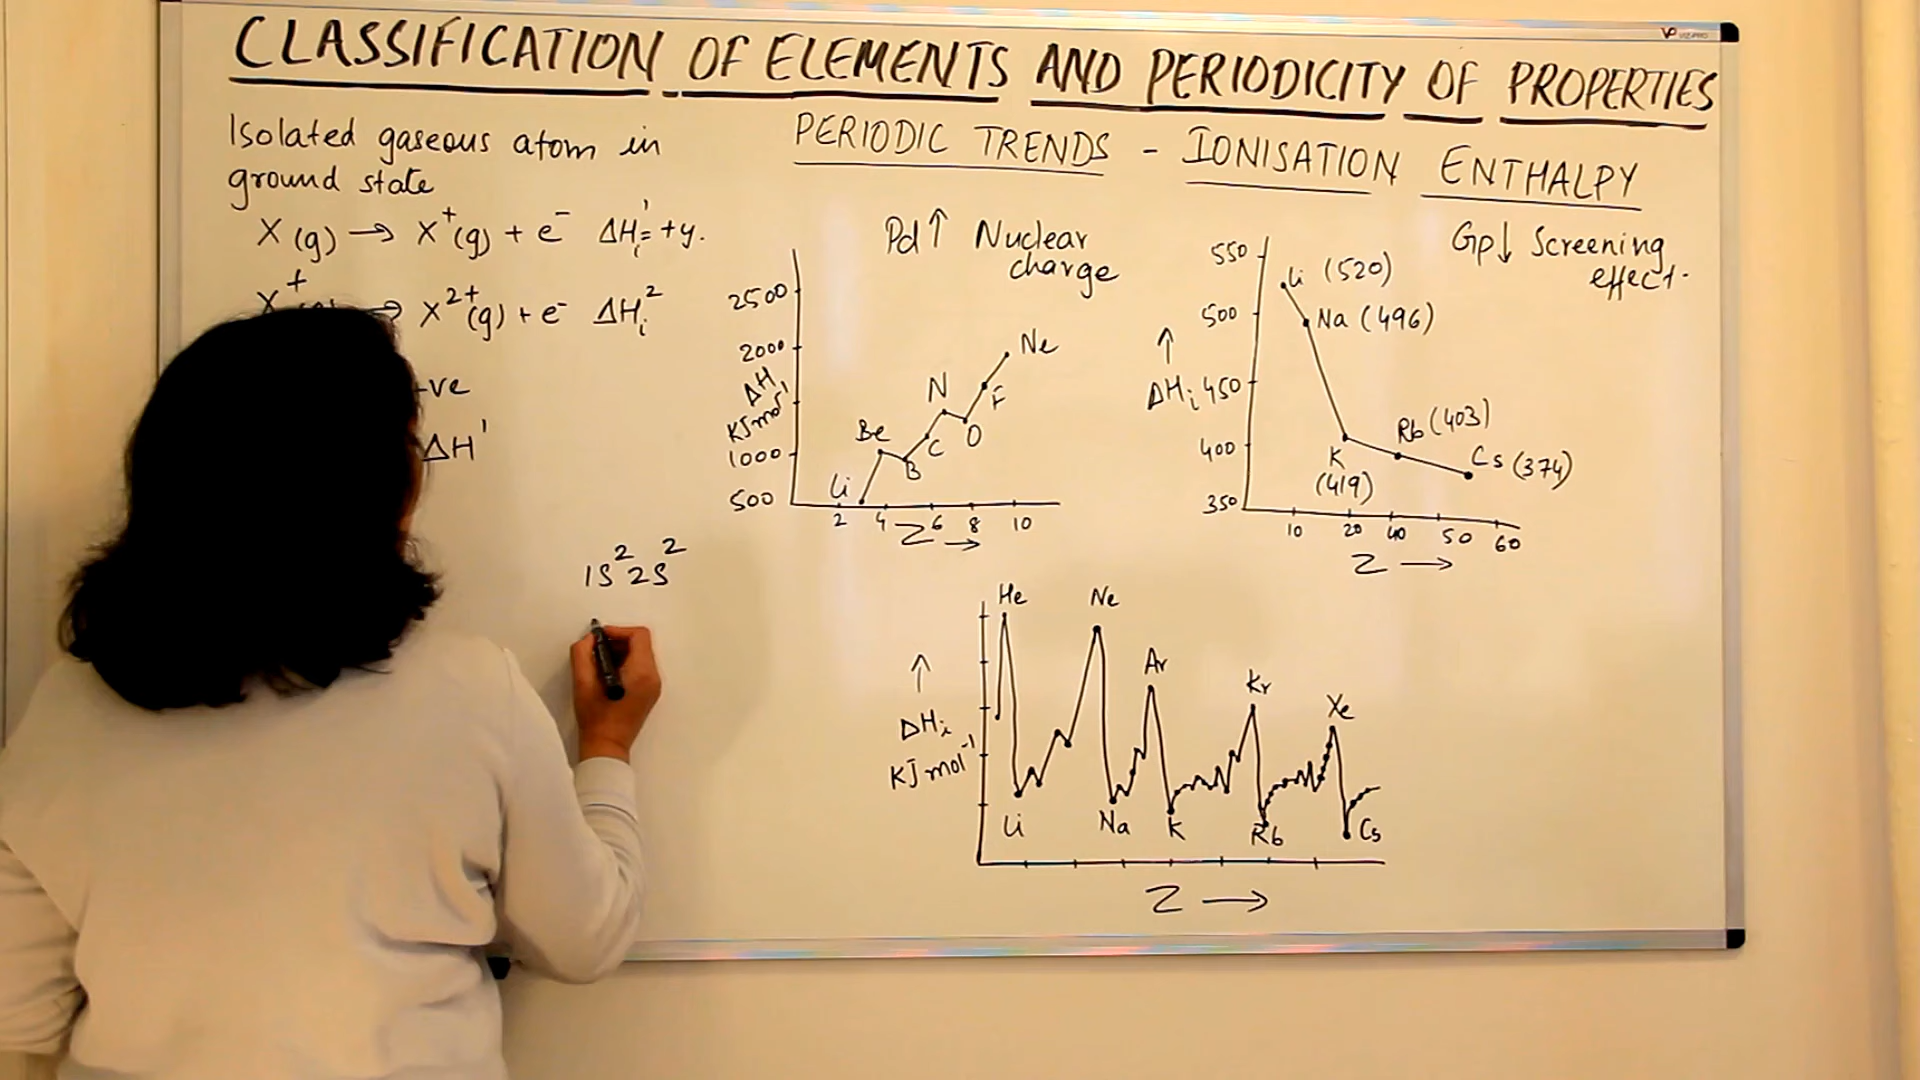 CLASSIFICATION OF ELEMENTS AND PERIODICITY OF PROPERTIES
PERIODIC TRENDS - IONISATION ENTHALPY
Isolated gaseous atom in
ground state
X(g) → X⁺(g) + e⁻ ΔHᵢ¹ = +y.
X⁺ → X²⁺(g) + e⁻ ΔHᵢ²
ve
ΔH¹
1S² 2S²
Pd↑ Nuclear
charge
2500
2000
1000
500
ΔH
KJmol⁻¹
Li
Be
B
C
N
O
F
Ne
2 4 6 8 10
Z →
Gp↓ Screening
effect.
550
500
450
400
350
↑
ΔHᵢ
Li (520)
Na (496)
K
(419)
Rb (403)
Cs (374)
10 20 40 50 60
Z →
He Ne Ar Kr Xe
↑
ΔHᵢ
KJ mol⁻¹
Li Na K Rb Cs
Z →